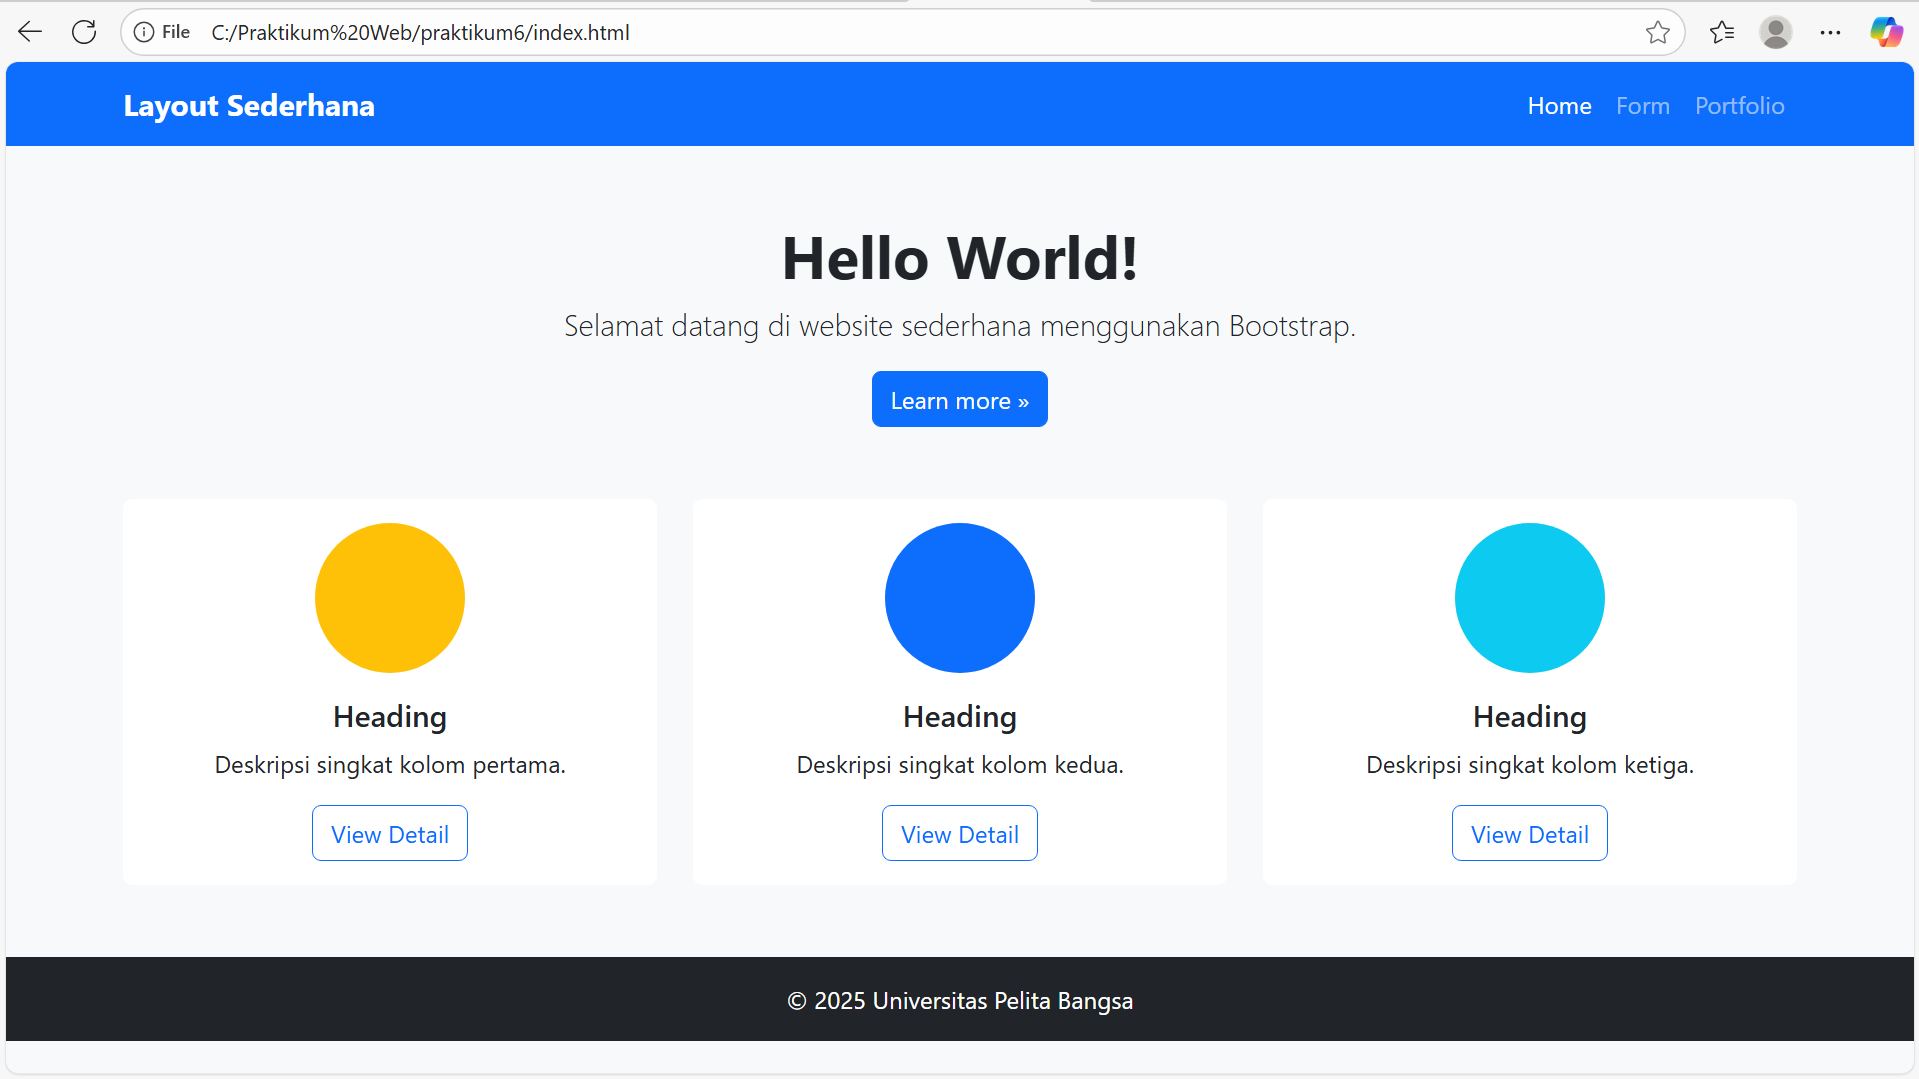 File C:/Praktikum%20Web/praktikum6/index.html
Layout Sederhana Home Form Portfolio
Hello World!
Selamat datang di website sederhana menggunakan Bootstrap.
Learn more »
Heading
Deskripsi singkat kolom pertama.
View Detail
Heading
Deskripsi singkat kolom kedua.
View Detail
Heading
Deskripsi singkat kolom ketiga.
View Detail
© 2025 Universitas Pelita Bangsa